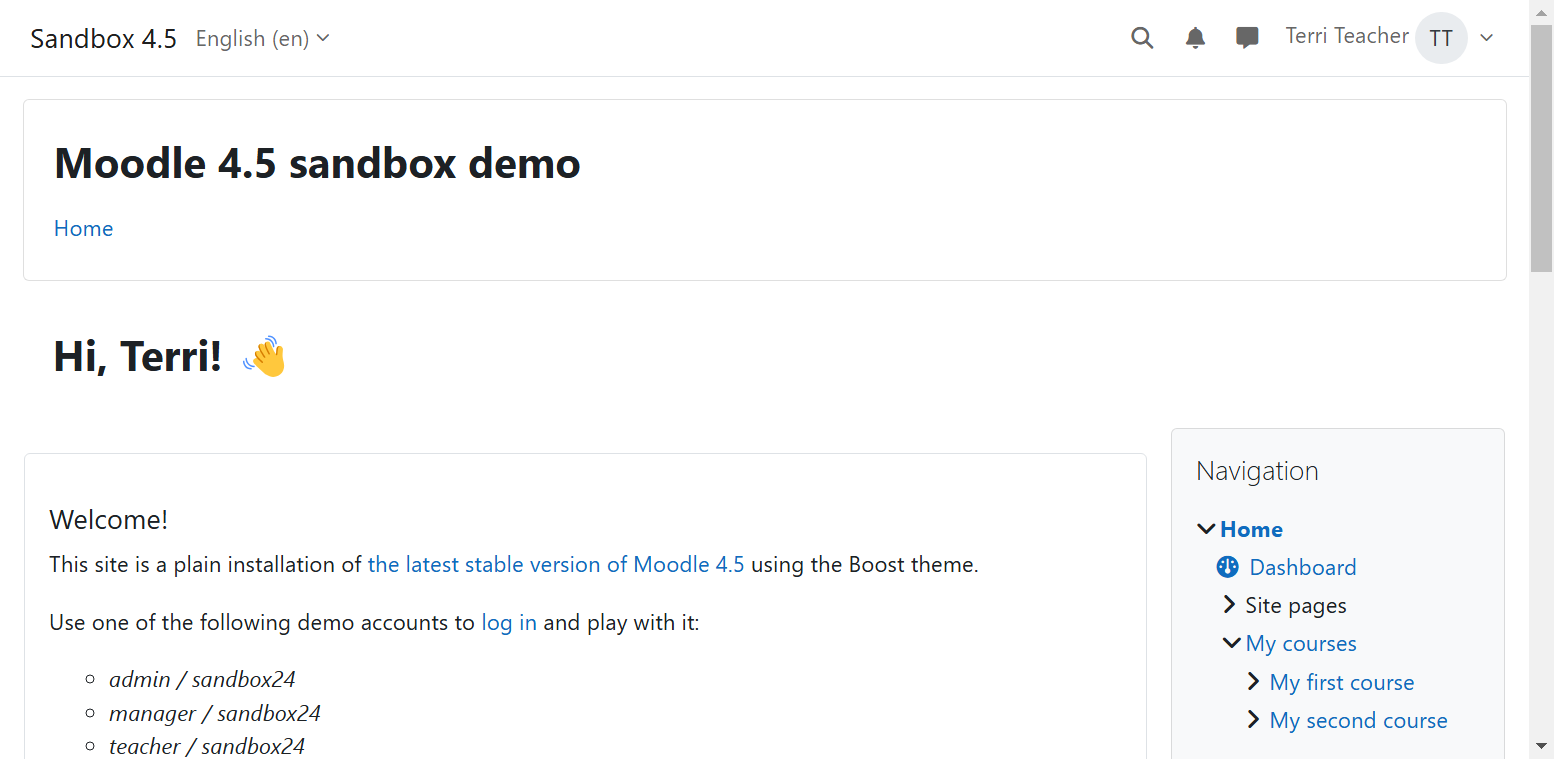 Sandbox 4.5 English (en) Terri Teacher TT
Moodle 4.5 sandbox demo
Home
Hi, Terri! 👋
Welcome!
This site is a plain installation of the latest stable version of Moodle 4.5 using the Boost theme.
Use one of the following demo accounts to log in and play with it:
admin / sandbox24
manager / sandbox24
teacher / sandbox24
Navigation
Home
Dashboard
Site pages
My courses
My first course
My second course